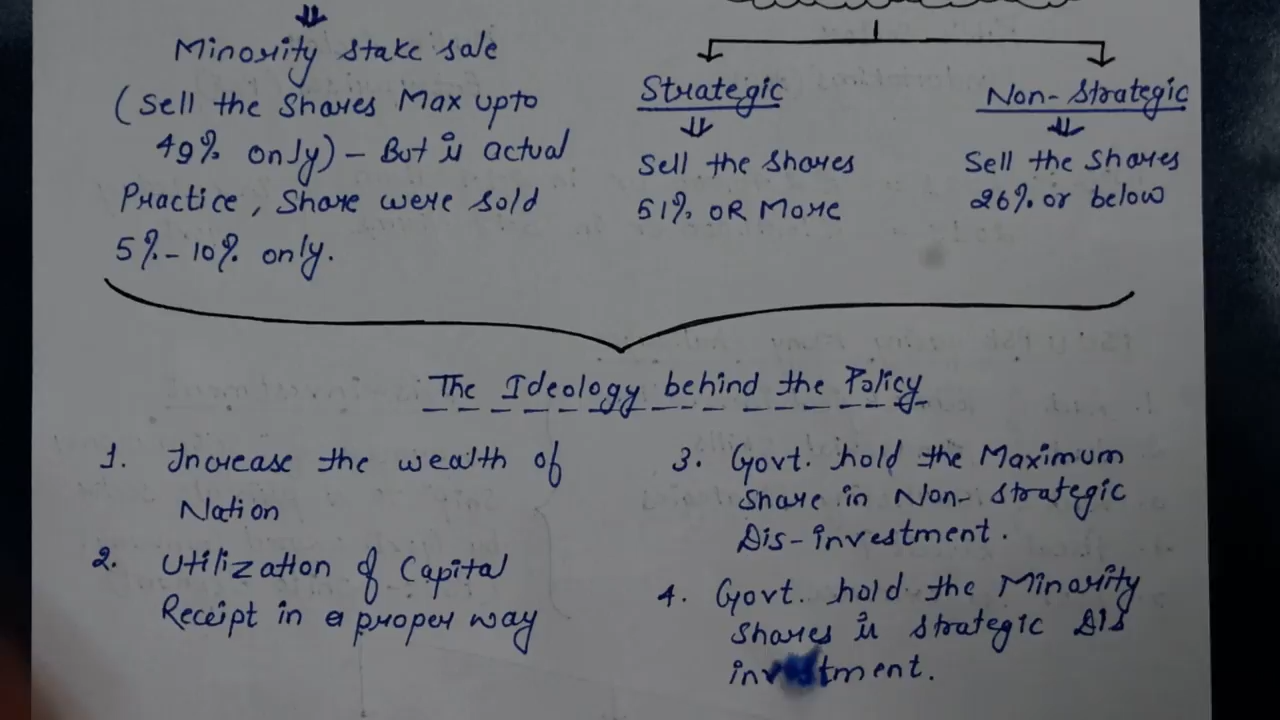 Minority stake sale
(sell the shares Max upto
49% only) - But is actual
Practice, Share were sold
5% - 10% only.
Strategic
Sell the shares
51% OR More
Non-Strategic
Sell the shares
26% or below
The Ideology behind the Policy
1. Increase the wealth of
Nation
2. Utilization of Capital
Receipt in a proper way
3. Govt. hold the Maximum
share in Non-strategic
Dis-investment.
4. Govt. hold the Minority
shares in strategic Dis
investment.